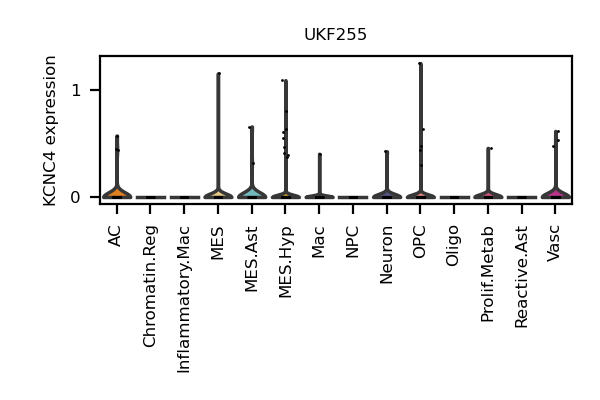 UKF255
KCNC4 expression
1
0
AC
Chromatin.Reg
Inflammatory.Mac
MES
MES.Ast
MES.Hyp
Mac
NPC
Neuron
OPC
Oligo
Prolif.Metab
Reactive.Ast
Vasc